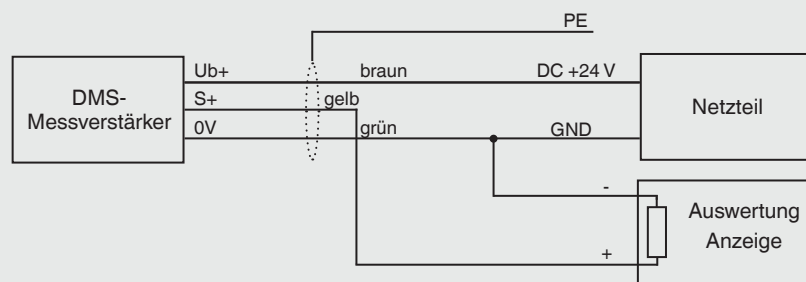 PE
Ub+ braun DC +24 V
DMS-
Messverstärker
S+ gelb
Netzteil
0V grün GND
-
Auswertung
Anzeige
+